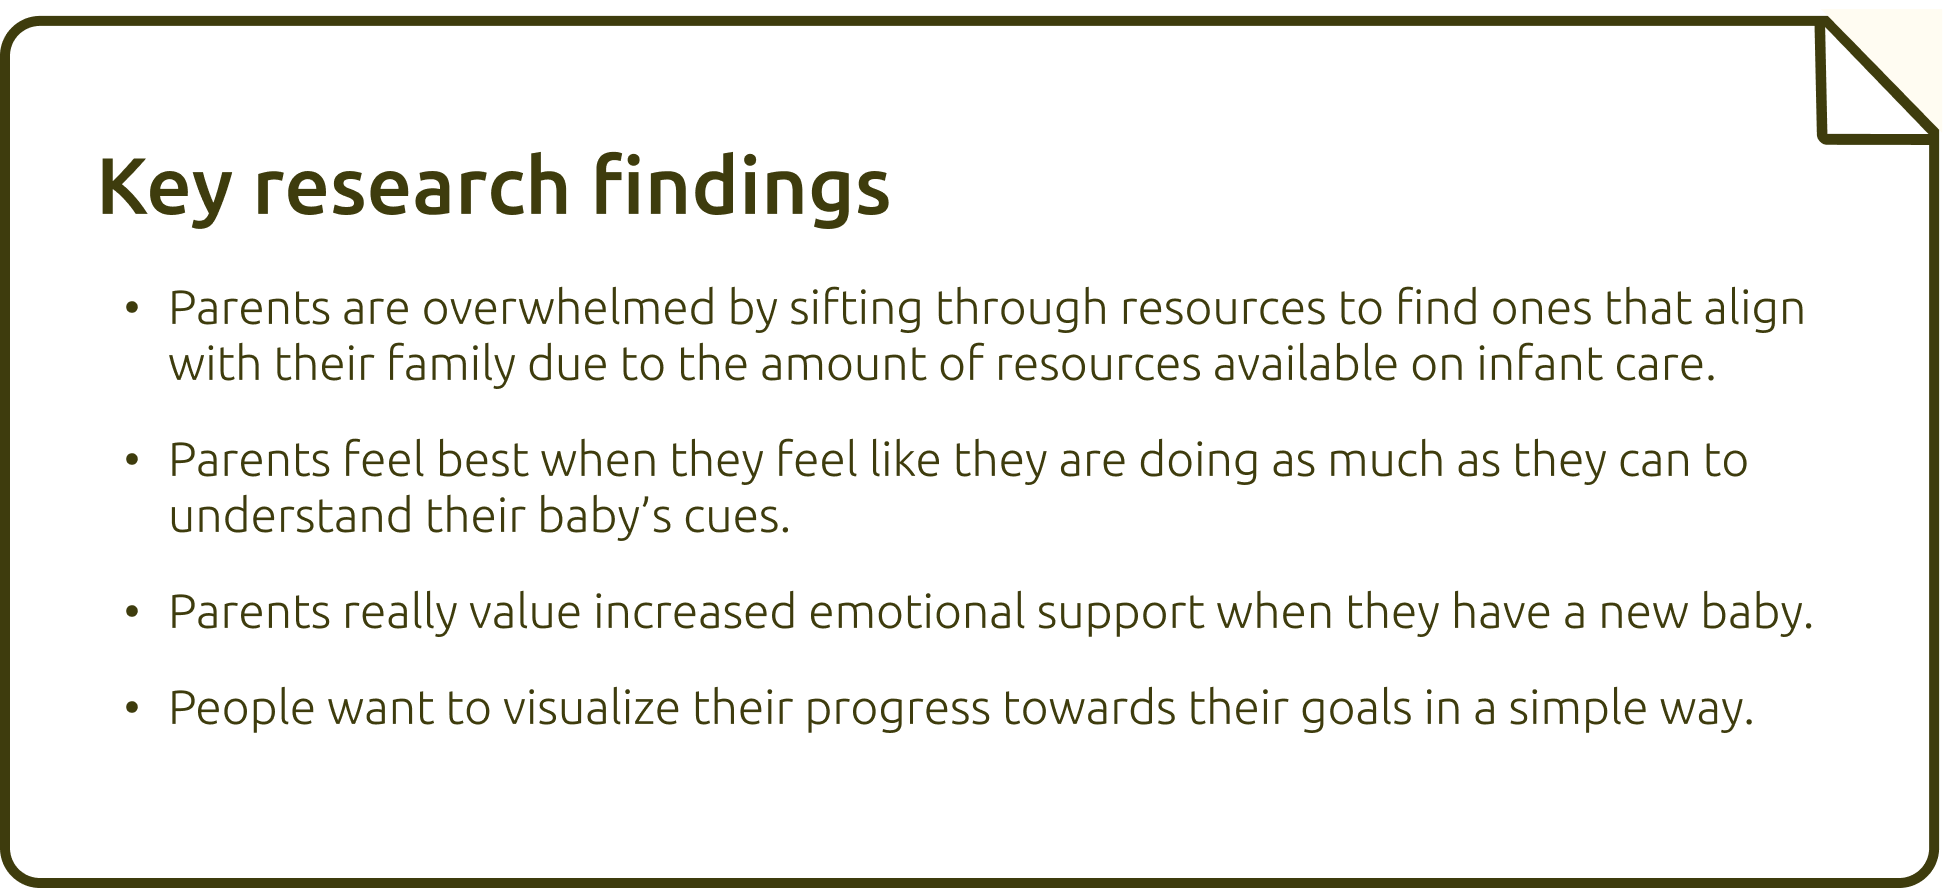 Key research findings
• Parents are overwhelmed by sifting through resources to find ones that align
with their family due to the amount of resources available on infant care.
• Parents feel best when they feel like they are doing as much as they can to
understand their baby’s cues.
• Parents really value increased emotional support when they have a new baby.
• People want to visualize their progress towards their goals in a simple way.